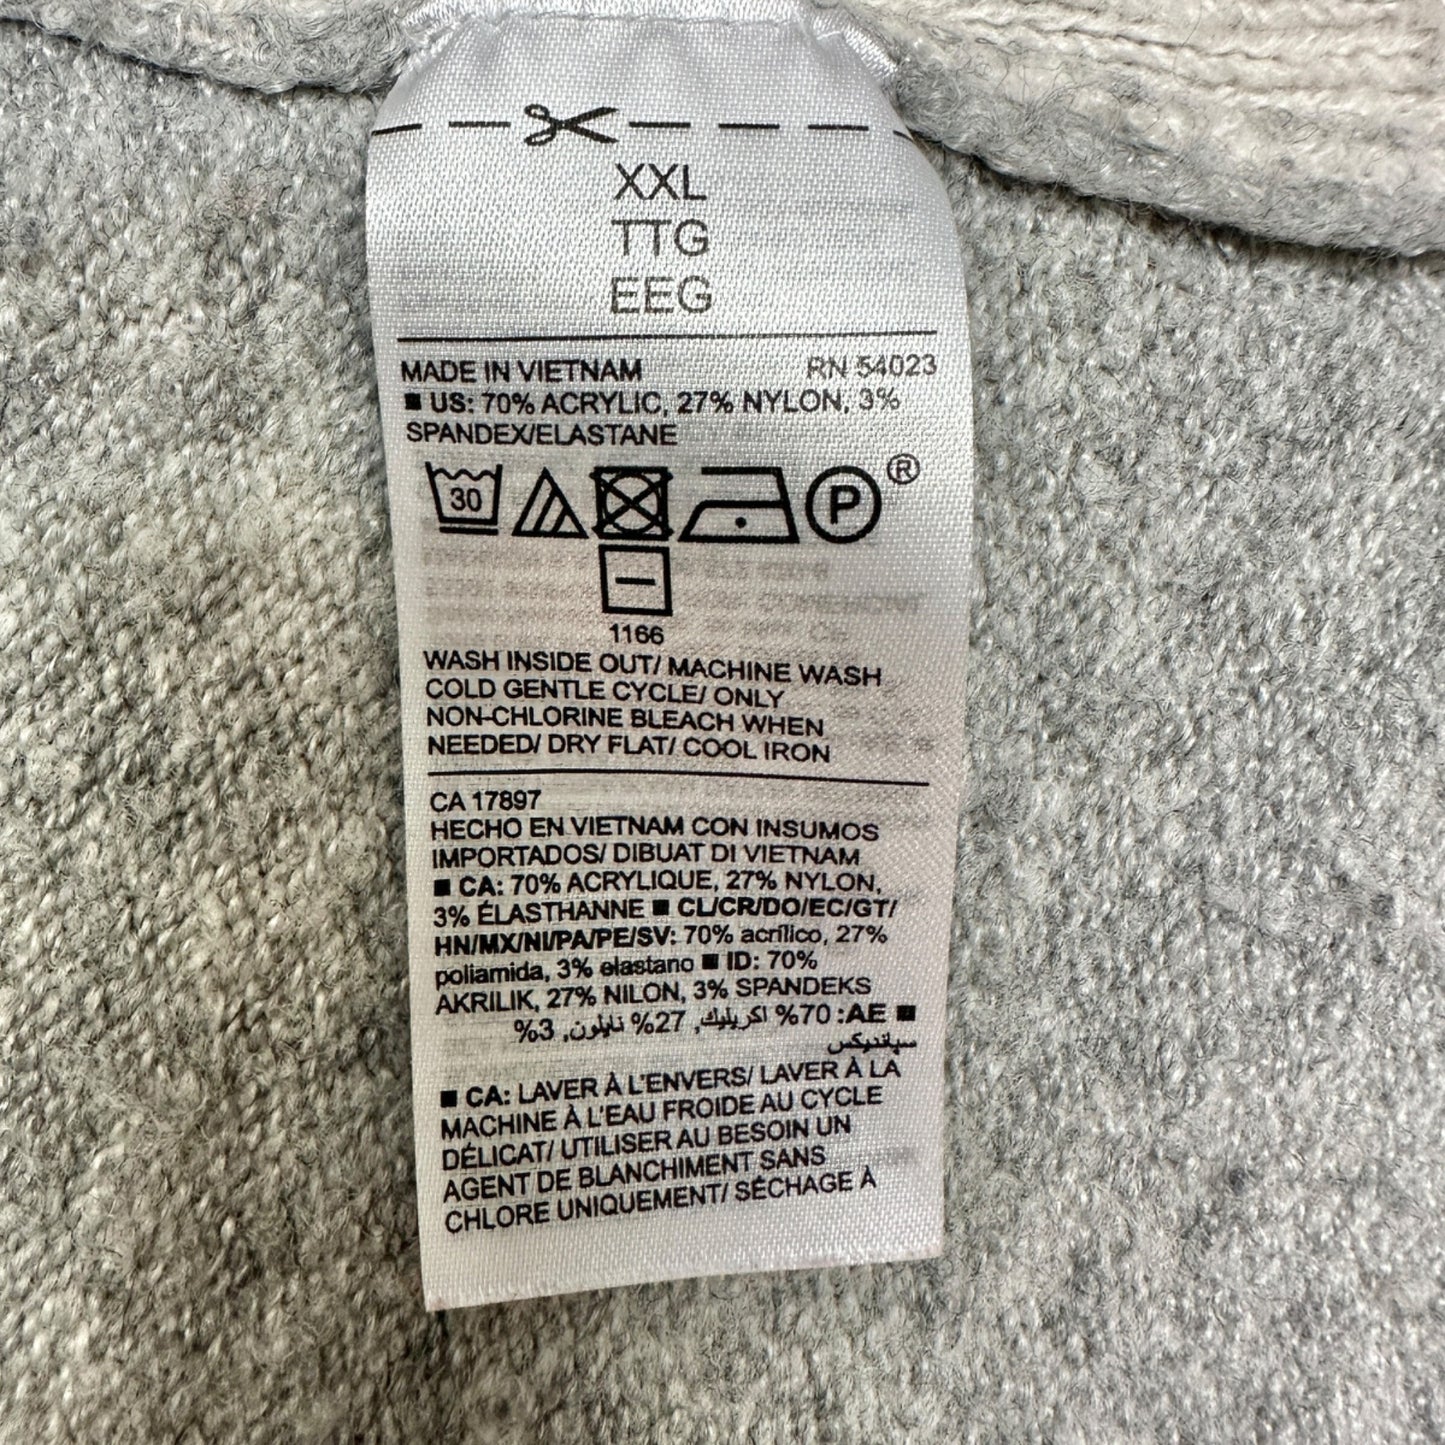 XXL
TTG
EEG
MADE IN VIETNAM RN 54023
■ US: 70% ACRYLIC, 27% NYLON, 3%
SPANDEX/ELASTANE
30 P ®
1166
WASH INSIDE OUT/ MACHINE WASH
COLD GENTLE CYCLE/ ONLY
NON-CHLORINE BLEACH WHEN
NEEDED/ DRY FLAT/ COOL IRON
CA 17897
HECHO EN VIETNAM CON INSUMOS
IMPORTADOS/ DIBUAT DI VIETNAM
■ CA: 70% ACRYLIQUE, 27% NYLON,
3% ÉLASTHANNE ■ CL/CR/DO/EC/GT/
HN/MX/NI/PA/PE/SV: 70% acrílico, 27%
poliamida, 3% elastano ■ ID: 70%
AKRILIK, 27% NILON, 3% SPANDEKS
■ AE: 70% اكريليك, 27% نايلون, 3%
سباندیکس
■ CA: LAVER À L'ENVERS/ LAVER À LA
MACHINE À L'EAU FROIDE AU CYCLE
DÉLICAT/ UTILISER AU BESOIN UN
AGENT DE BLANCHIMENT SANS
CHLORE UNIQUEMENT/ SÉCHAGE À